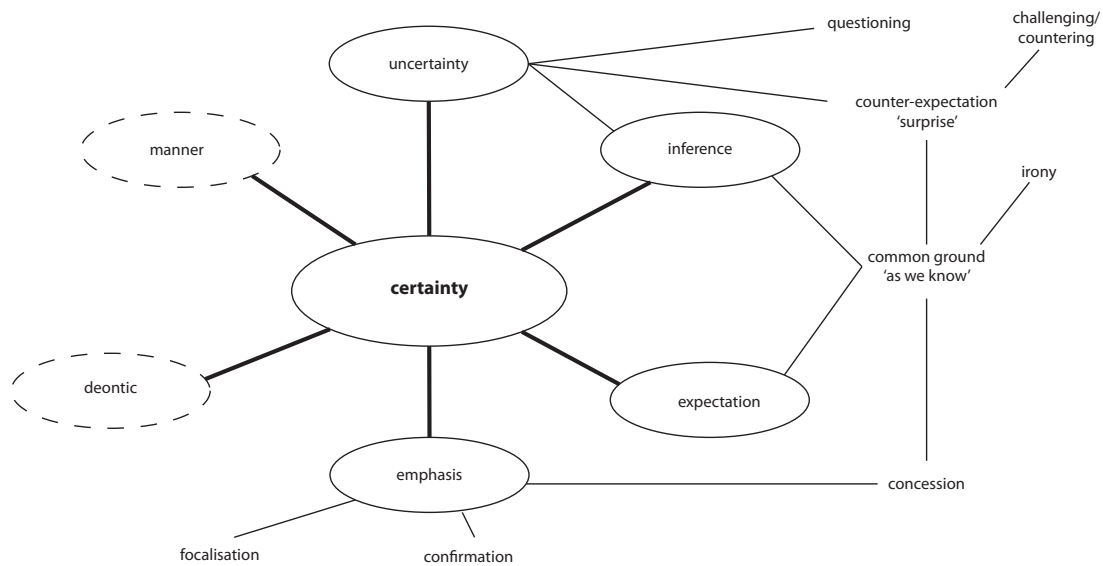 questioning
challenging/
countering
uncertainty
counter-expectation
‘surprise’
manner
inference
irony
common ground
‘as we know’
certainty
deontic
expectation
emphasis
concession
focalisation
confirmation